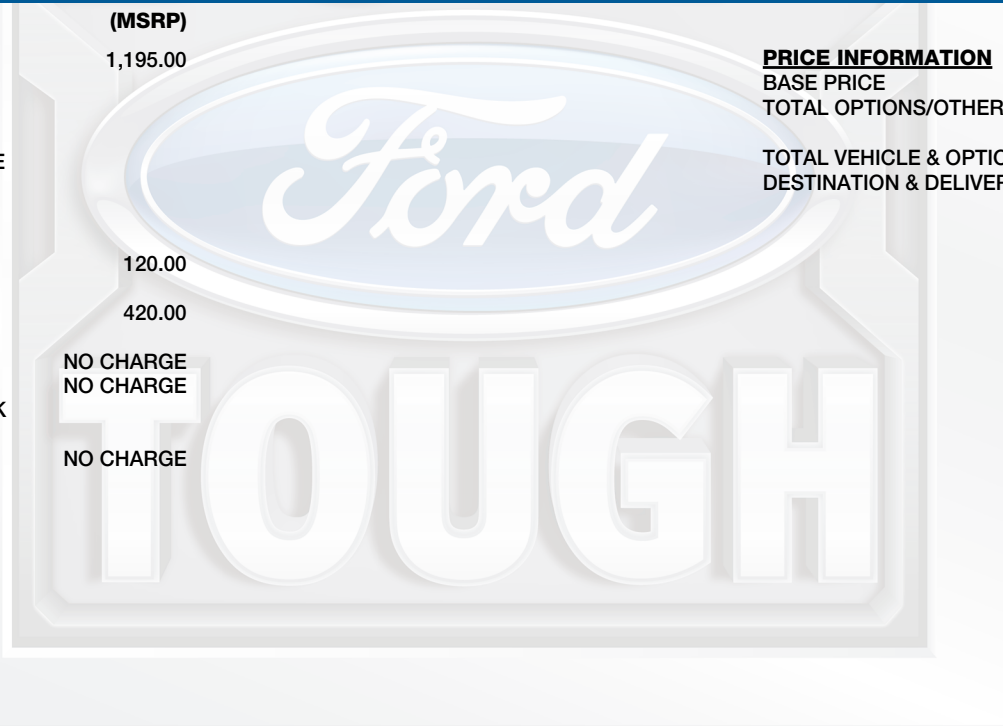 (MSRP)
1,195.00
E
120.00
420.00
NO CHARGE
NO CHARGE
K
NO CHARGE
PRICE INFORMATION
BASE PRICE
TOTAL OPTIONS/OTHER
TOTAL VEHICLE & OPTIO
DESTINATION & DELIVER
Ford
TOUGH